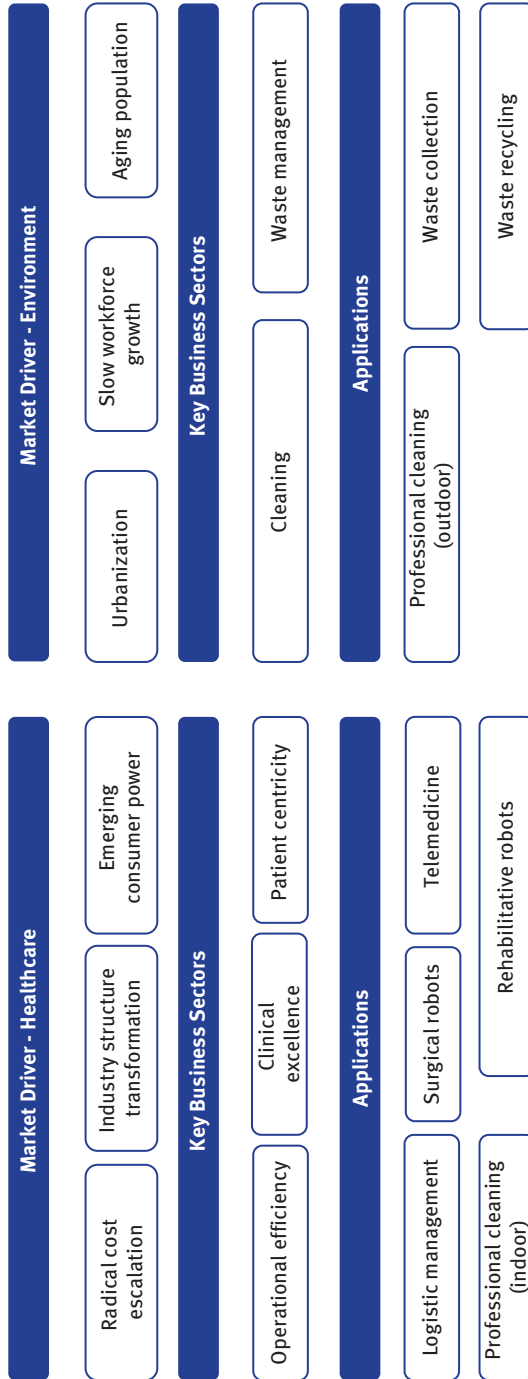 Market Driver - Healthcare
Radical cost
escalation
Industry structure
transformation
Emerging
consumer power
Key Business Sectors
Operational efficiency
Clinical
excellence
Patient centricity
Applications
Logistic management
Surgical robots
Telemedicine
Professional cleaning
(indoor)
Rehabilitative robots
Market Driver - Environment
Urbanization
Slow workforce
growth
Aging population
Key Business Sectors
Cleaning
Waste management
Applications
Professional cleaning
(outdoor)
Waste collection
Waste recycling